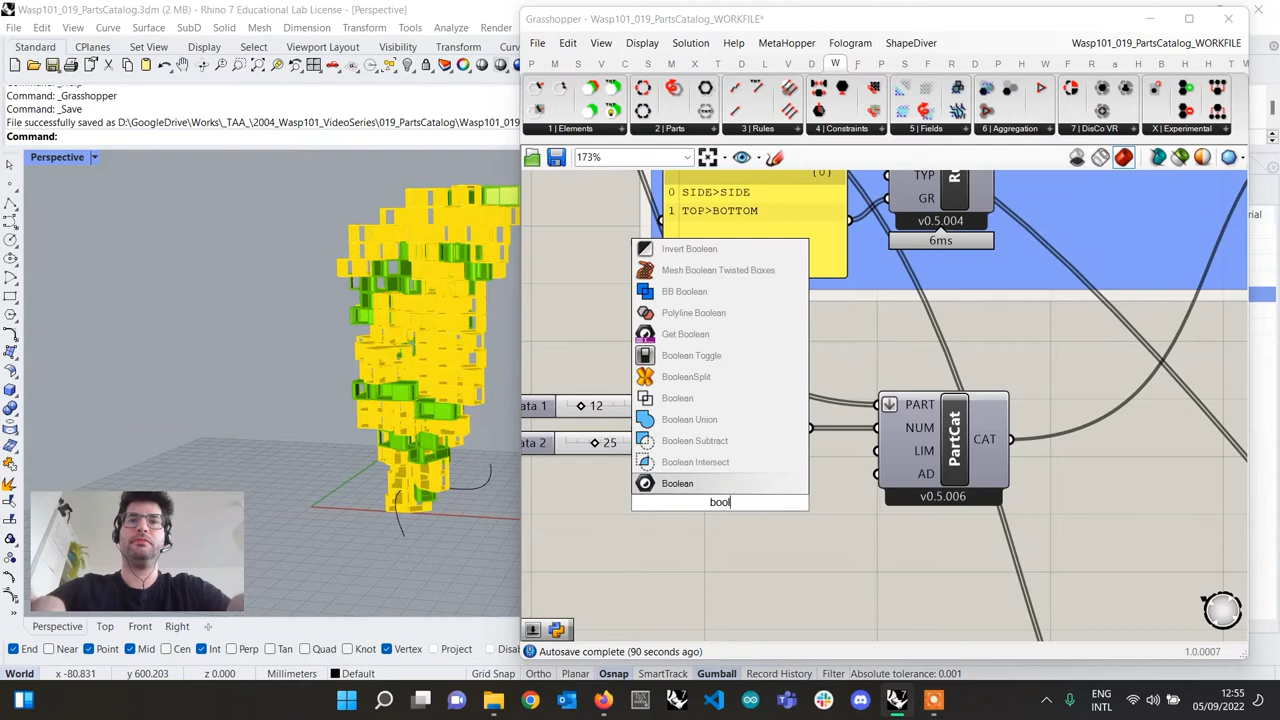 Wasp101_019_PartsCatalog.3dm (2 MB) - Rhino 7 Educational Lab License - [Perspective]
File Edit View Curve Surface SubD Solid Mesh Dimension Transform Tools Analyze Render
Standard CPlanes Set View Display Select Viewport Layout Visibility Transform
Command: _Grasshopper
Command: _Save
File successfully saved as D:\GoogleDrive\Works\_TAA_\2004_Wasp101_VideoSeries\019_PartsCatalog\Wasp101_019
Command:
Perspective
Grasshopper - Wasp101_019_PartsCatalog_WORKFILE*
File Edit View Display Solution Help MetaHopper Fologram ShapeDiver Wasp101_019_PartsCatalog_WORKFILE
P M S V C S M I T D W F L P D P M R a C D
1 | Elements 2 | Parts 3 | Rules 4 | Constraints 5 | Fields 6 | Aggregation 7 | DisCo VR X | Experimental
173%
{0}
0 SIDE>SIDE
1 TOP>BOTTOM
TYP
GR
v0.5.004
6ms
Invert Boolean
Mesh Boolean Twisted Boxes
BB Boolean
Polyline Boolean
Get Boolean
Boolean Toggle
BooleanSplit
Boolean
Boolean Union
Boolean Subtract
Boolean Intersect
Boolean
bool
ata 1 12
ata 2 25
PART
NUM
LIM
AD
PartCat
CAT
v0.5.006
Autosave complete (90 seconds ago) 1.0.0007
Perspective Top Front Right
End Near Point Mid Cen Int Perp Tan Quad Knot Vertex Project Disab
World x -80.831 y 600.203 z 0.000 Millimeters Default Grid Snap Ortho Planar Osnap SmartTrack Gumball Record History Filter Absolute tolerance: 0.001
ENG
INTL
12:55
05/09/2022